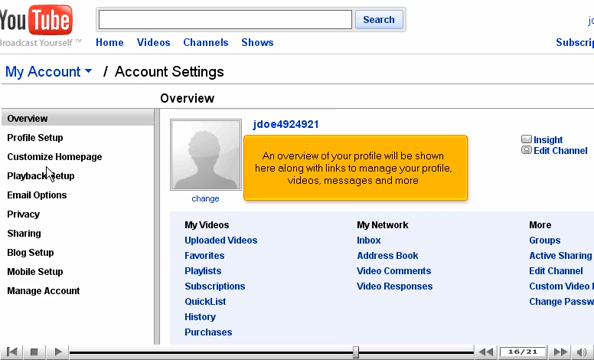 You Tube
Broadcast Yourself ™
Search
Home Videos Channels Shows
My Account / Account Settings
Overview
Overview
Profile Setup
Customize Homepage
Playback Setup
Email Options
Privacy
Sharing
Blog Setup
Mobile Setup
Manage Account
jdoe4924921
change
An overview of your profile will be shown
here along with links to manage your profile,
videos, messages and more
Insight
Edit Channel
My Videos
Uploaded Videos
Favorites
Playlists
Subscriptions
QuickList
History
Purchases
My Network
Inbox
Address Book
Video Comments
Video Responses
More
Groups
Active Sharing
Edit Channel
Custom Video
Change
16/21